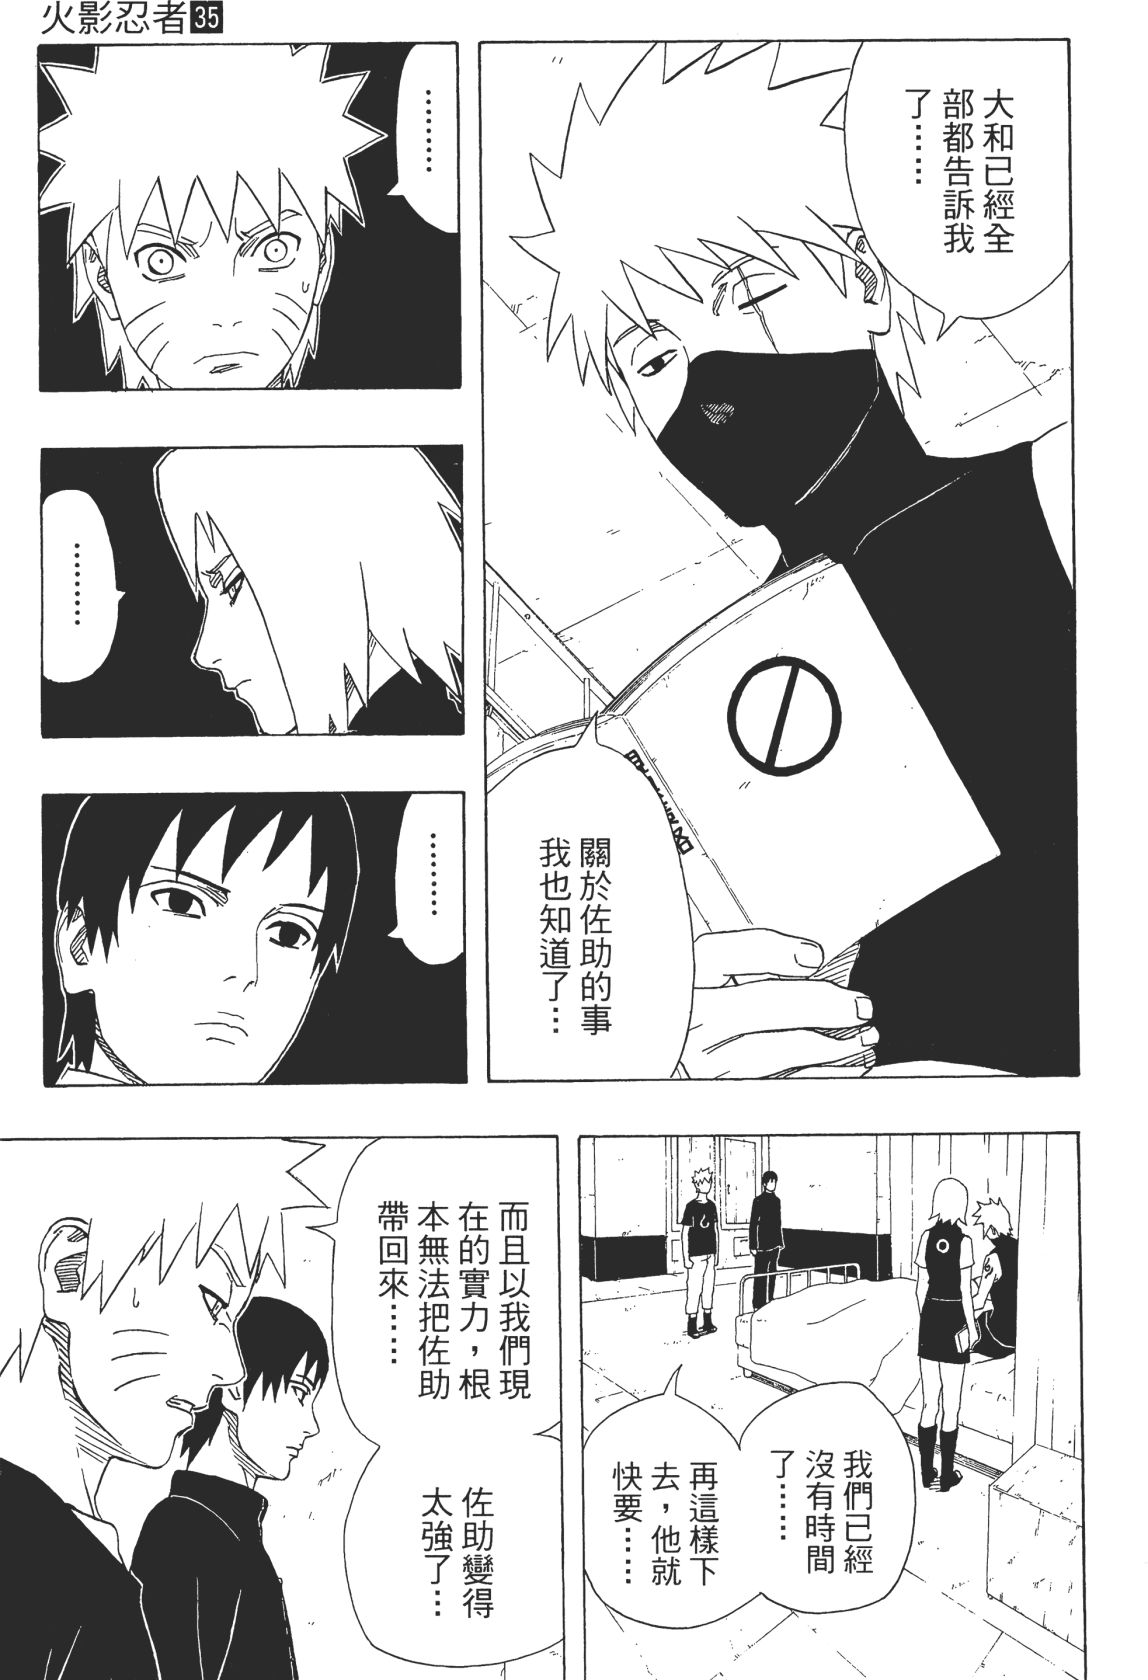 火影忍者35
大和已經全
部都告訴我
了……
關於佐助的事
我也知道了…
………
………
………
我們已經
沒有時間
了……
再這樣下
去，他就
快要……
而且以我們現
在的實力，根
本無法把佐助
帶回來……
佐助變得
太強了…